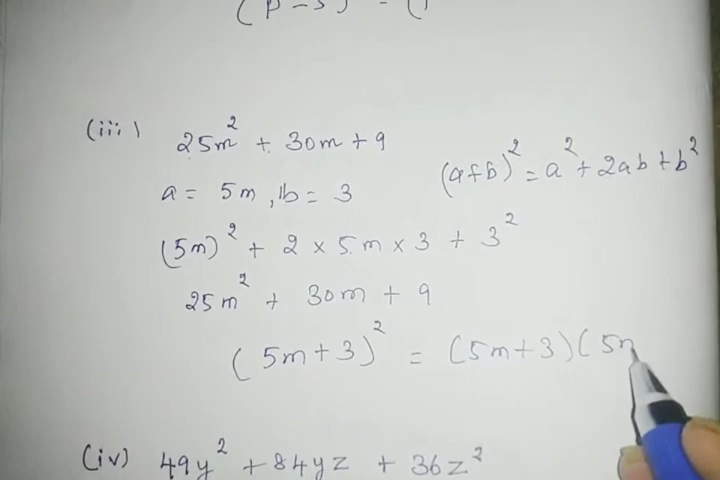 (iii) 25m² + 30m + 9
a = 5m, b = 3
(a+b)² = a² + 2ab + b²
(5m)² + 2 × 5m × 3 + 3²
25m² + 30m + 9
(5m+3)² = (5m+3)(5m
(iv) 49y² + 84yz + 36z²